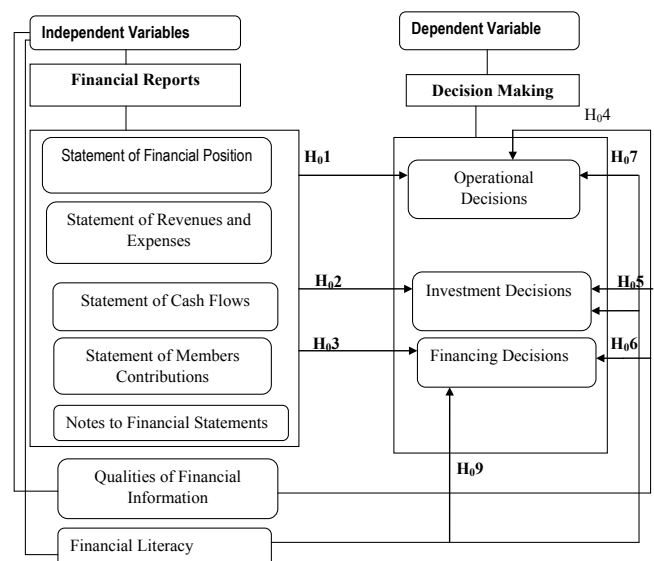 Independent Variables
Dependent Variable
Financial Reports
Decision Making
H04
Statement of Financial Position
H01
H07
Operational
Decisions
Statement of Revenues and
Expenses
Statement of Cash Flows
H02
Investment Decisions
H05
Statement of Members
Contributions
H03
Financing Decisions
H06
Notes to Financial Statements
Qualities of Financial
Information
H09
Financial Literacy